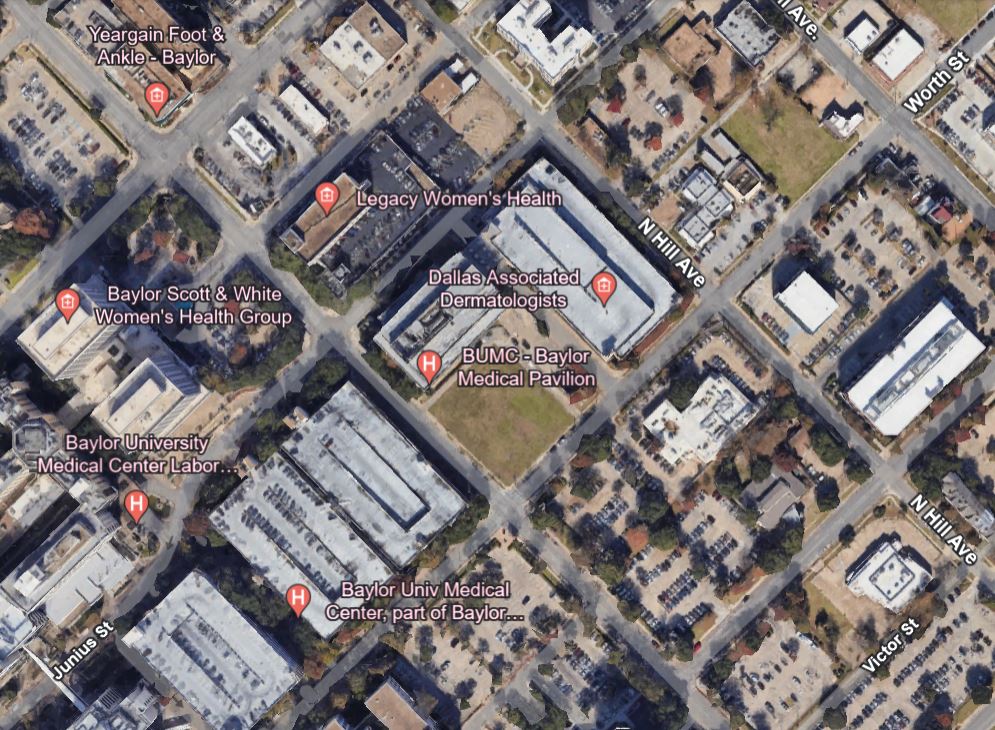 ll Ave.
Yeargain Foot &
Ankle - Baylor
Worth St
Legacy Women's Health
N Hill Ave
Dallas Associated
Dermatologists
Baylor Scott & White
Women's Health Group
H
BUMC - Baylor
Medical Pavilion
Baylor University
Medical Center Labor...
H
N Hill Ave
H
Baylor Univ Medical
Center, part of Baylor...
Junius St
Victor St